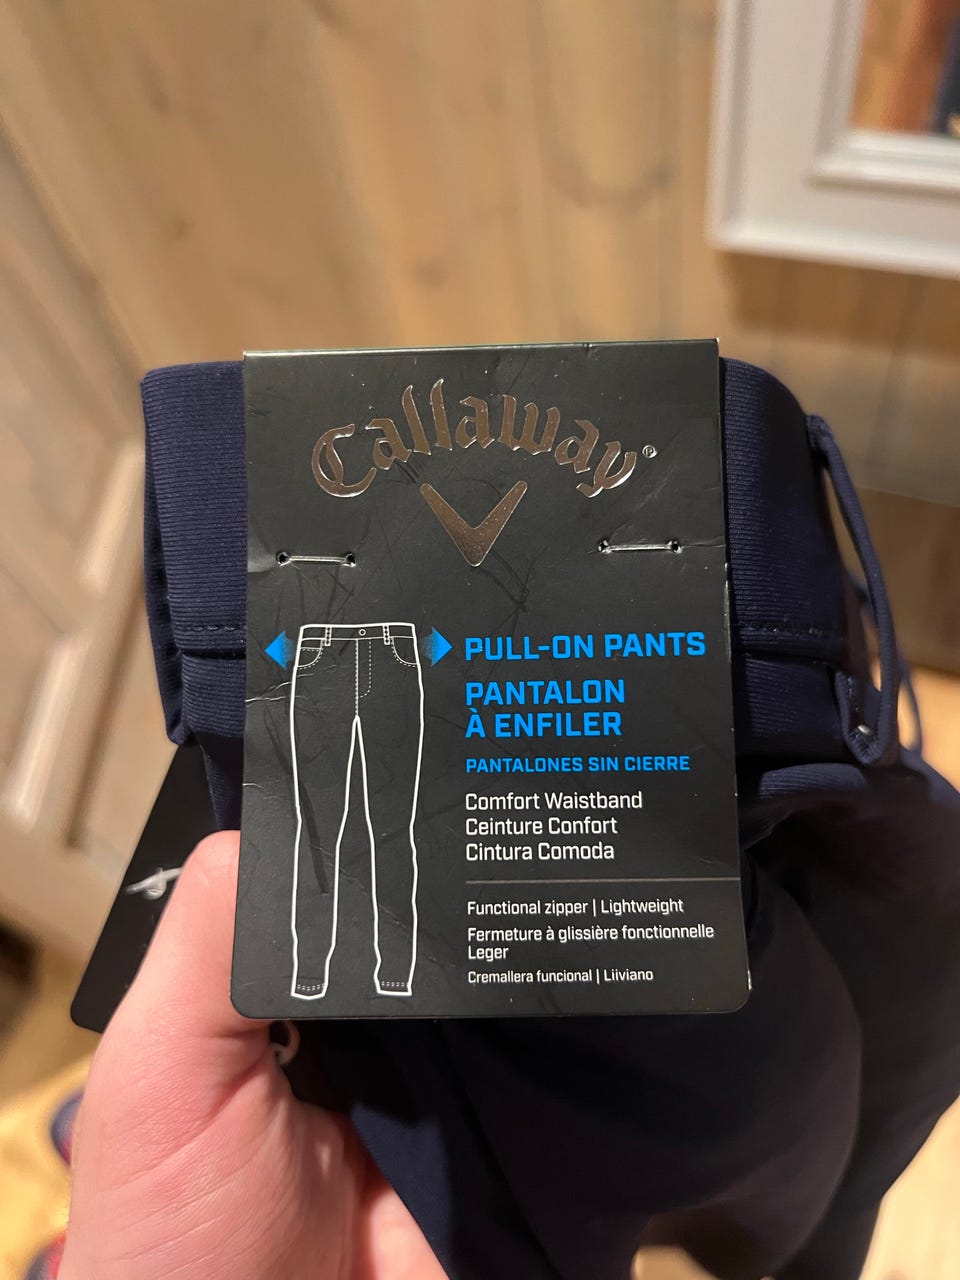 Callaway®
PULL-ON PANTS
PANTALON
À ENFILER
PANTALONES SIN CIERRE
Comfort Waistband
Ceinture Confort
Cintura Comoda
Functional zipper | Lightweight
Fermeture à glissière fonctionnelle
Leger
Cremallera funcional | Liiviano